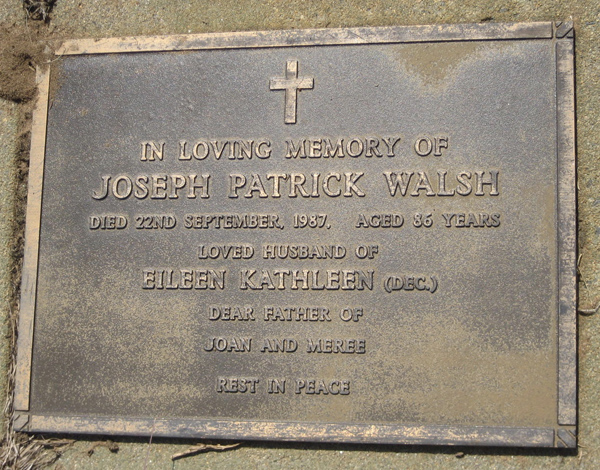 IN LOVING MEMORY OF
JOSEPH PATRICK WALSH
DIED 22ND SEPTEMBER, 1987, AGED 86 YEARS
LOVED HUSBAND OF
EILEEN KATHLEEN (DEC.)
DEAR FATHER OF
JOAN AND MEREE
REST IN PEACE